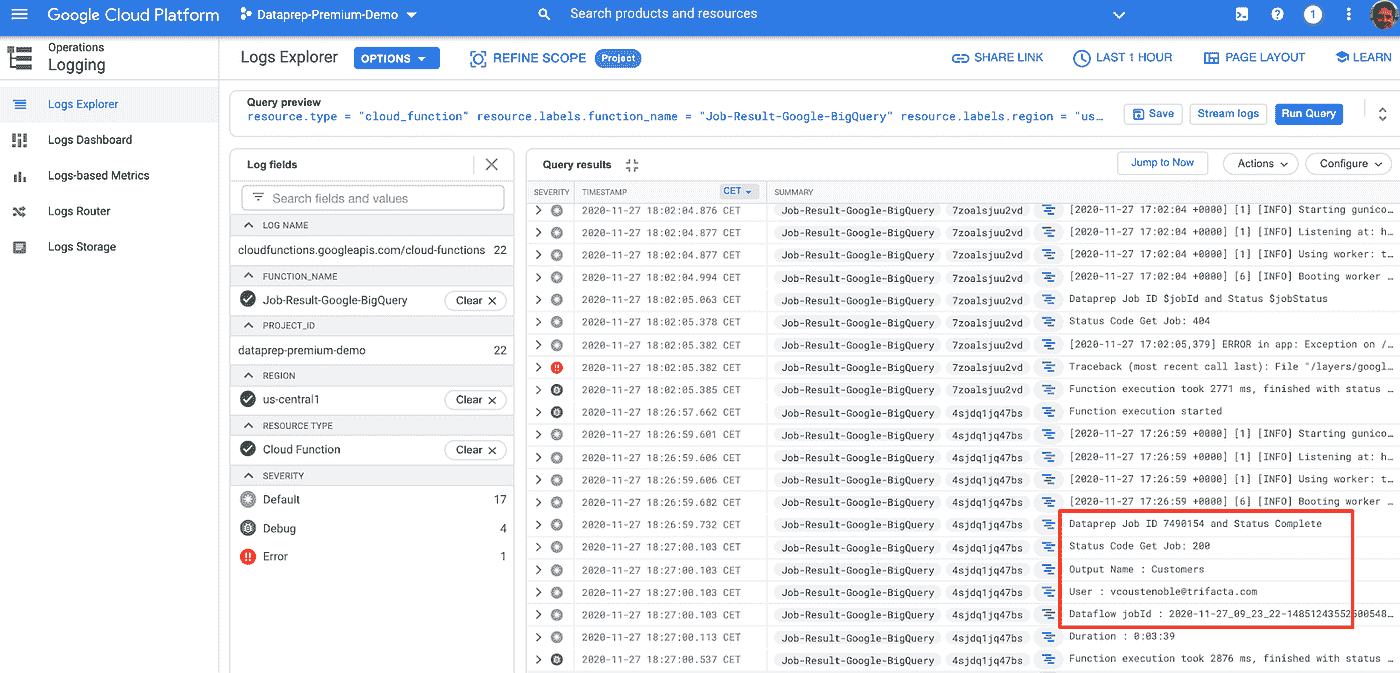 Google Cloud Platform
Dataprep-Premium-Demo
Search products and resources
1
Operations
Logging
Logs Explorer
OPTIONS
REFINE SCOPE
Project
SHARE LINK
LAST 1 HOUR
PAGE LAYOUT
LEARN
Logs Explorer
Logs Dashboard
Logs-based Metrics
Logs Router
Logs Storage
Query preview
resource.type = "cloud_function" resource.labels.function_name = "Job-Result-Google-BigQuery" resource.labels.region = "us…
Save
Stream logs
Run Query
Log fields
Search fields and values
LOG NAME
cloudfunctions.googleapis.com/cloud-functions 22
FUNCTION_NAME
Job-Result-Google-BigQuery Clear
PROJECT_ID
dataprep-premium-demo 22
REGION
us-central1 Clear
RESOURCE TYPE
Cloud Function Clear
SEVERITY
Default 17
Debug 4
Error 1
Query results
Jump to Now
Actions
Configure
SEVERITY TIMESTAMP CET SUMMARY
2020-11-27 18:02:04.876 CET Job-Result-Google-BigQuery 7zoalsjuu2vd [2020-11-27 17:02:04 +0000] [1] [INFO] Starting gunico…
2020-11-27 18:02:04.877 CET Job-Result-Google-BigQuery 7zoalsjuu2vd [2020-11-27 17:02:04 +0000] [1] [INFO] Listening at: h…
2020-11-27 18:02:04.877 CET Job-Result-Google-BigQuery 7zoalsjuu2vd [2020-11-27 17:02:04 +0000] [1] [INFO] Using worker: t…
2020-11-27 18:02:04.994 CET Job-Result-Google-BigQuery 7zoalsjuu2vd [2020-11-27 17:02:04 +0000] [6] [INFO] Booting worker …
2020-11-27 18:02:05.063 CET Job-Result-Google-BigQuery 7zoalsjuu2vd Dataprep Job ID $jobId and Status $jobStatus
2020-11-27 18:02:05.378 CET Job-Result-Google-BigQuery 7zoalsjuu2vd Status Code Get Job: 404
2020-11-27 18:02:05.382 CET Job-Result-Google-BigQuery 7zoalsjuu2vd [2020-11-27 17:02:05,379] ERROR in app: Exception on /…
2020-11-27 18:02:05.382 CET Job-Result-Google-BigQuery 7zoalsjuu2vd Traceback (most recent call last): File "/layers/googl…
2020-11-27 18:02:05.385 CET Job-Result-Google-BigQuery 7zoalsjuu2vd Function execution took 2771 ms, finished with status …
2020-11-27 18:26:57.662 CET Job-Result-Google-BigQuery 4sjdq1jq47bs Function execution started
2020-11-27 18:26:59.601 CET Job-Result-Google-BigQuery 4sjdq1jq47bs [2020-11-27 17:26:59 +0000] [1] [INFO] Starting gunico…
2020-11-27 18:26:59.606 CET Job-Result-Google-BigQuery 4sjdq1jq47bs [2020-11-27 17:26:59 +0000] [1] [INFO] Listening at: h…
2020-11-27 18:26:59.606 CET Job-Result-Google-BigQuery 4sjdq1jq47bs [2020-11-27 17:26:59 +0000] [1] [INFO] Using worker: t…
2020-11-27 18:26:59.682 CET Job-Result-Google-BigQuery 4sjdq1jq47bs [2020-11-27 17:26:59 +0000] [6] [INFO] Booting worker …
2020-11-27 18:26:59.732 CET Job-Result-Google-BigQuery 4sjdq1jq47bs Dataprep Job ID 7490154 and Status Complete
2020-11-27 18:27:00.103 CET Job-Result-Google-BigQuery 4sjdq1jq47bs Status Code Get Job: 200
2020-11-27 18:27:00.103 CET Job-Result-Google-BigQuery 4sjdq1jq47bs Output Name : Customers
2020-11-27 18:27:00.103 CET Job-Result-Google-BigQuery 4sjdq1jq47bs User : vcoustenoble@trifacta.com
2020-11-27 18:27:00.103 CET Job-Result-Google-BigQuery 4sjdq1jq47bs Dataflow jobId :
2020-11-27 18:27:00.113 CET Job-Result-Google-BigQuery 4sjdq1jq47bs Duration : 0:03:39
2020-11-27 18:27:00.537 CET Job-Result-Google-BigQuery 4sjdq1jq47bs Function execution took 2876 ms, finished with status …